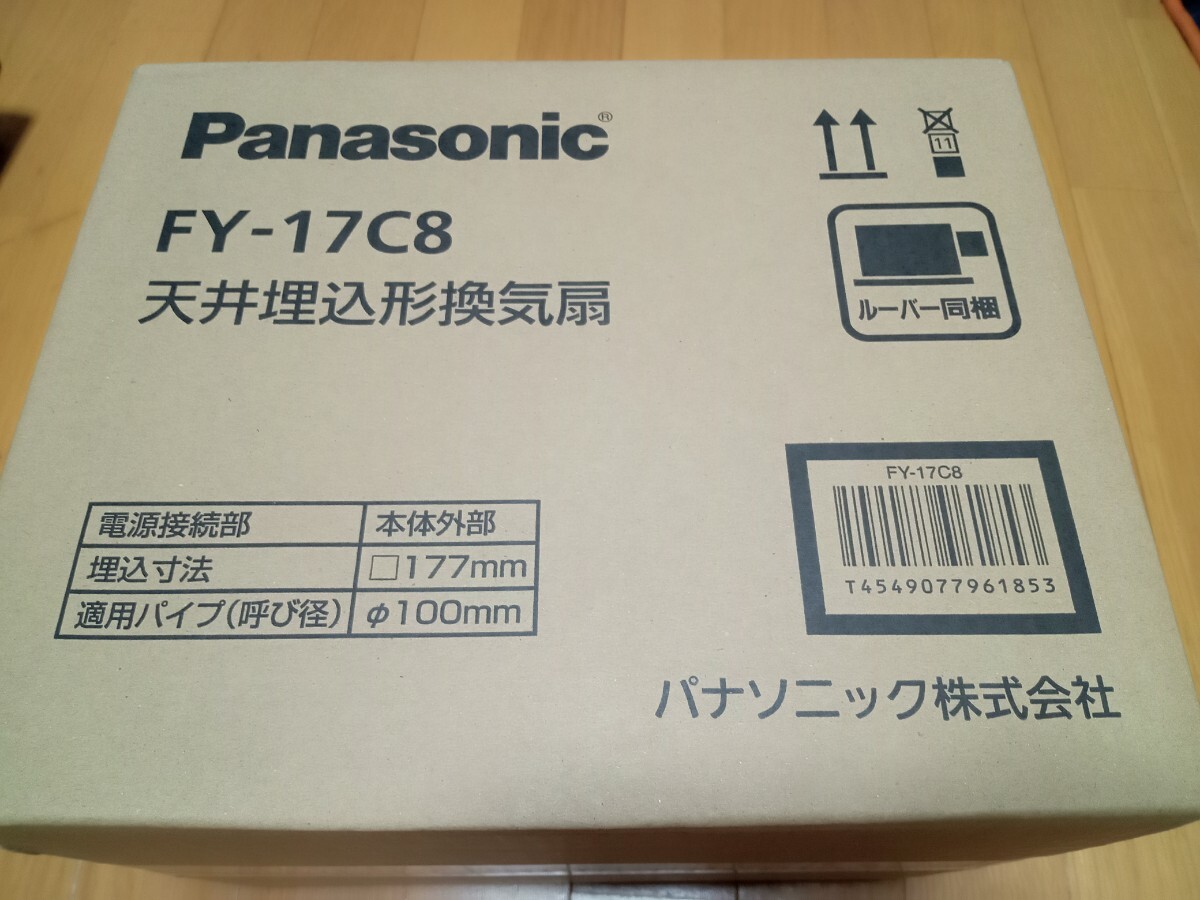 Panasonic®
FY-17C8
天井埋込形換気扇
11
ルーバー同梱
電源接続部 本体外部
埋込寸法 □177mm
適用パイプ(呼び径) φ100mm
FY-17C8
T4549077961853
パナソニック株式会社